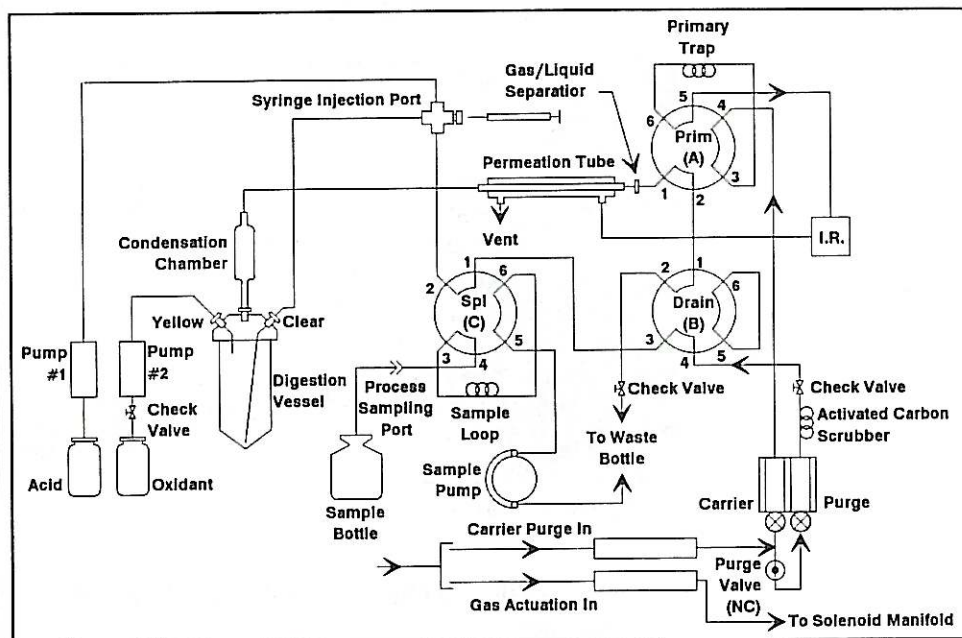 Primary
Trap
Gas/Liquid
Separatior
Syringe Injection Port
5
4
6
Prim
(A)
3
1
2
Permeation Tube
Vent
I.R.
Condensation
Chamber
1
6
2
Spl
(C)
5
3
4
1
2
6
Drain
(B)
3
5
4
Yellow
Clear
Pump
#1
Pump
#2
Check
Valve
Digestion
Vessel
Process
Sampling
Port
Sample
Loop
Check Valve
Check Valve
Activated Carbon
Scrubber
To Waste
Bottle
Acid
Oxidant
Sample
Bottle
Sample
Pump
Carrier
Purge
Carrier Purge In
Gas Actuation In
Purge
Valve
(NC)
To Solenoid Manifold